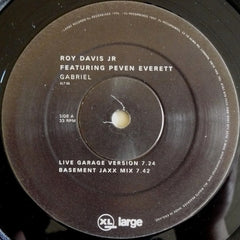 ROY DAVIS JR
FEATURING PEVEN EVERETT
GABRIEL
SIDE A
33 RPM
LIVE GARAGE VERSION 7.24
BASEMENT JAXX MIX 7.42
XL
large